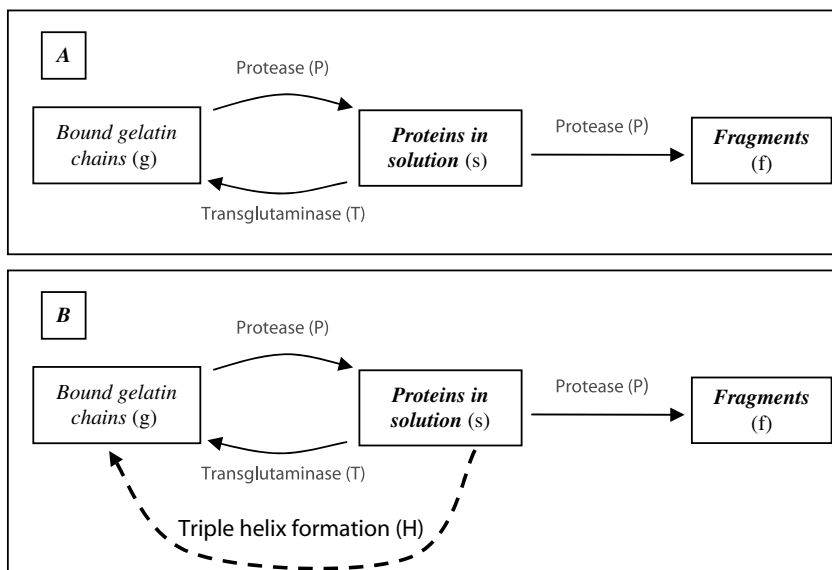 A
Protease (P)
Bound gelatin
chains (g)
Proteins in
solution (s)
Protease (P)
Fragments
(f)
Transglutaminase (T)
B
Protease (P)
Bound gelatin
chains (g)
Proteins in
solution (s)
Protease (P)
Fragments
(f)
Transglutaminase (T)
Triple helix formation (H)